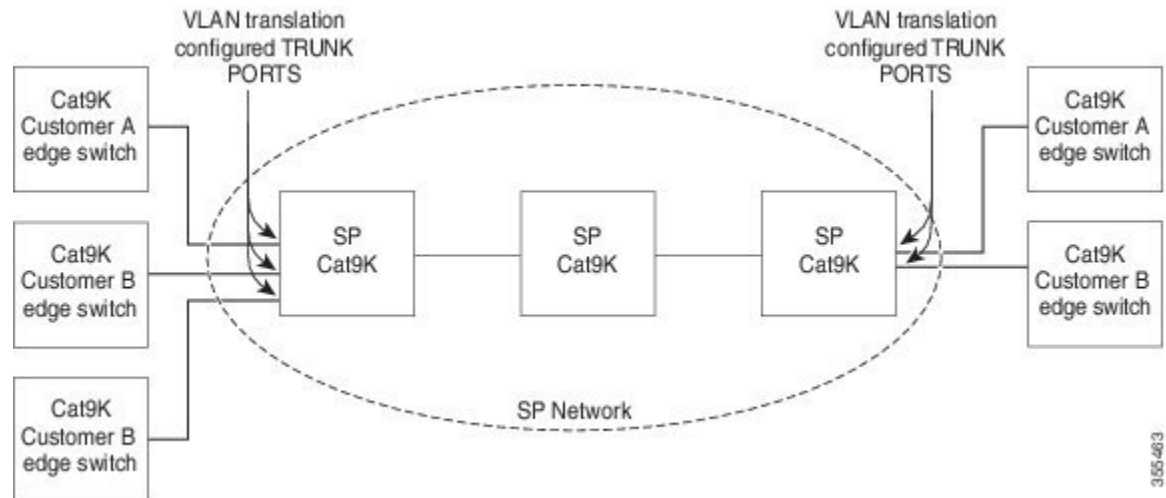 VLAN translation
configured TRUNK
PORTS
VLAN translation
configured TRUNK
PORTS
Cat9K
Customer A
edge switch
Cat9K
Customer A
edge switch
Cat9K
Customer B
edge switch
SP
Cat9K
SP
Cat9K
SP
Cat9K
Cat9K
Customer B
edge switch
Cat9K
Customer B
edge switch
SP Network
355463